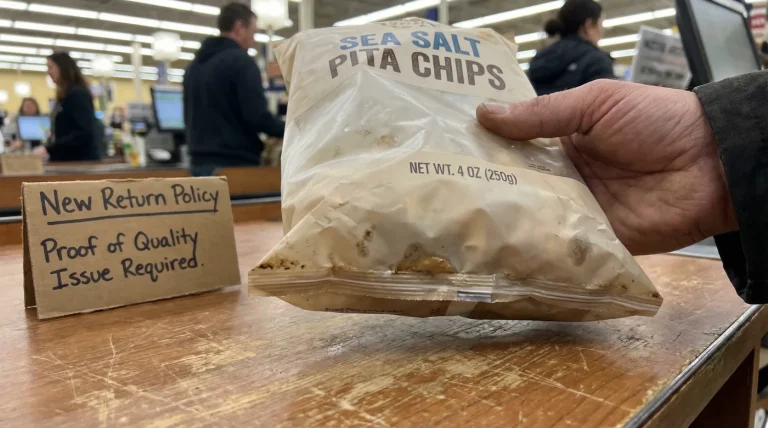 New Return Policy
Proof of Quality
Issue Required.
SEA SALT
PITA CHIPS
NET WT. 4 OZ (250g)